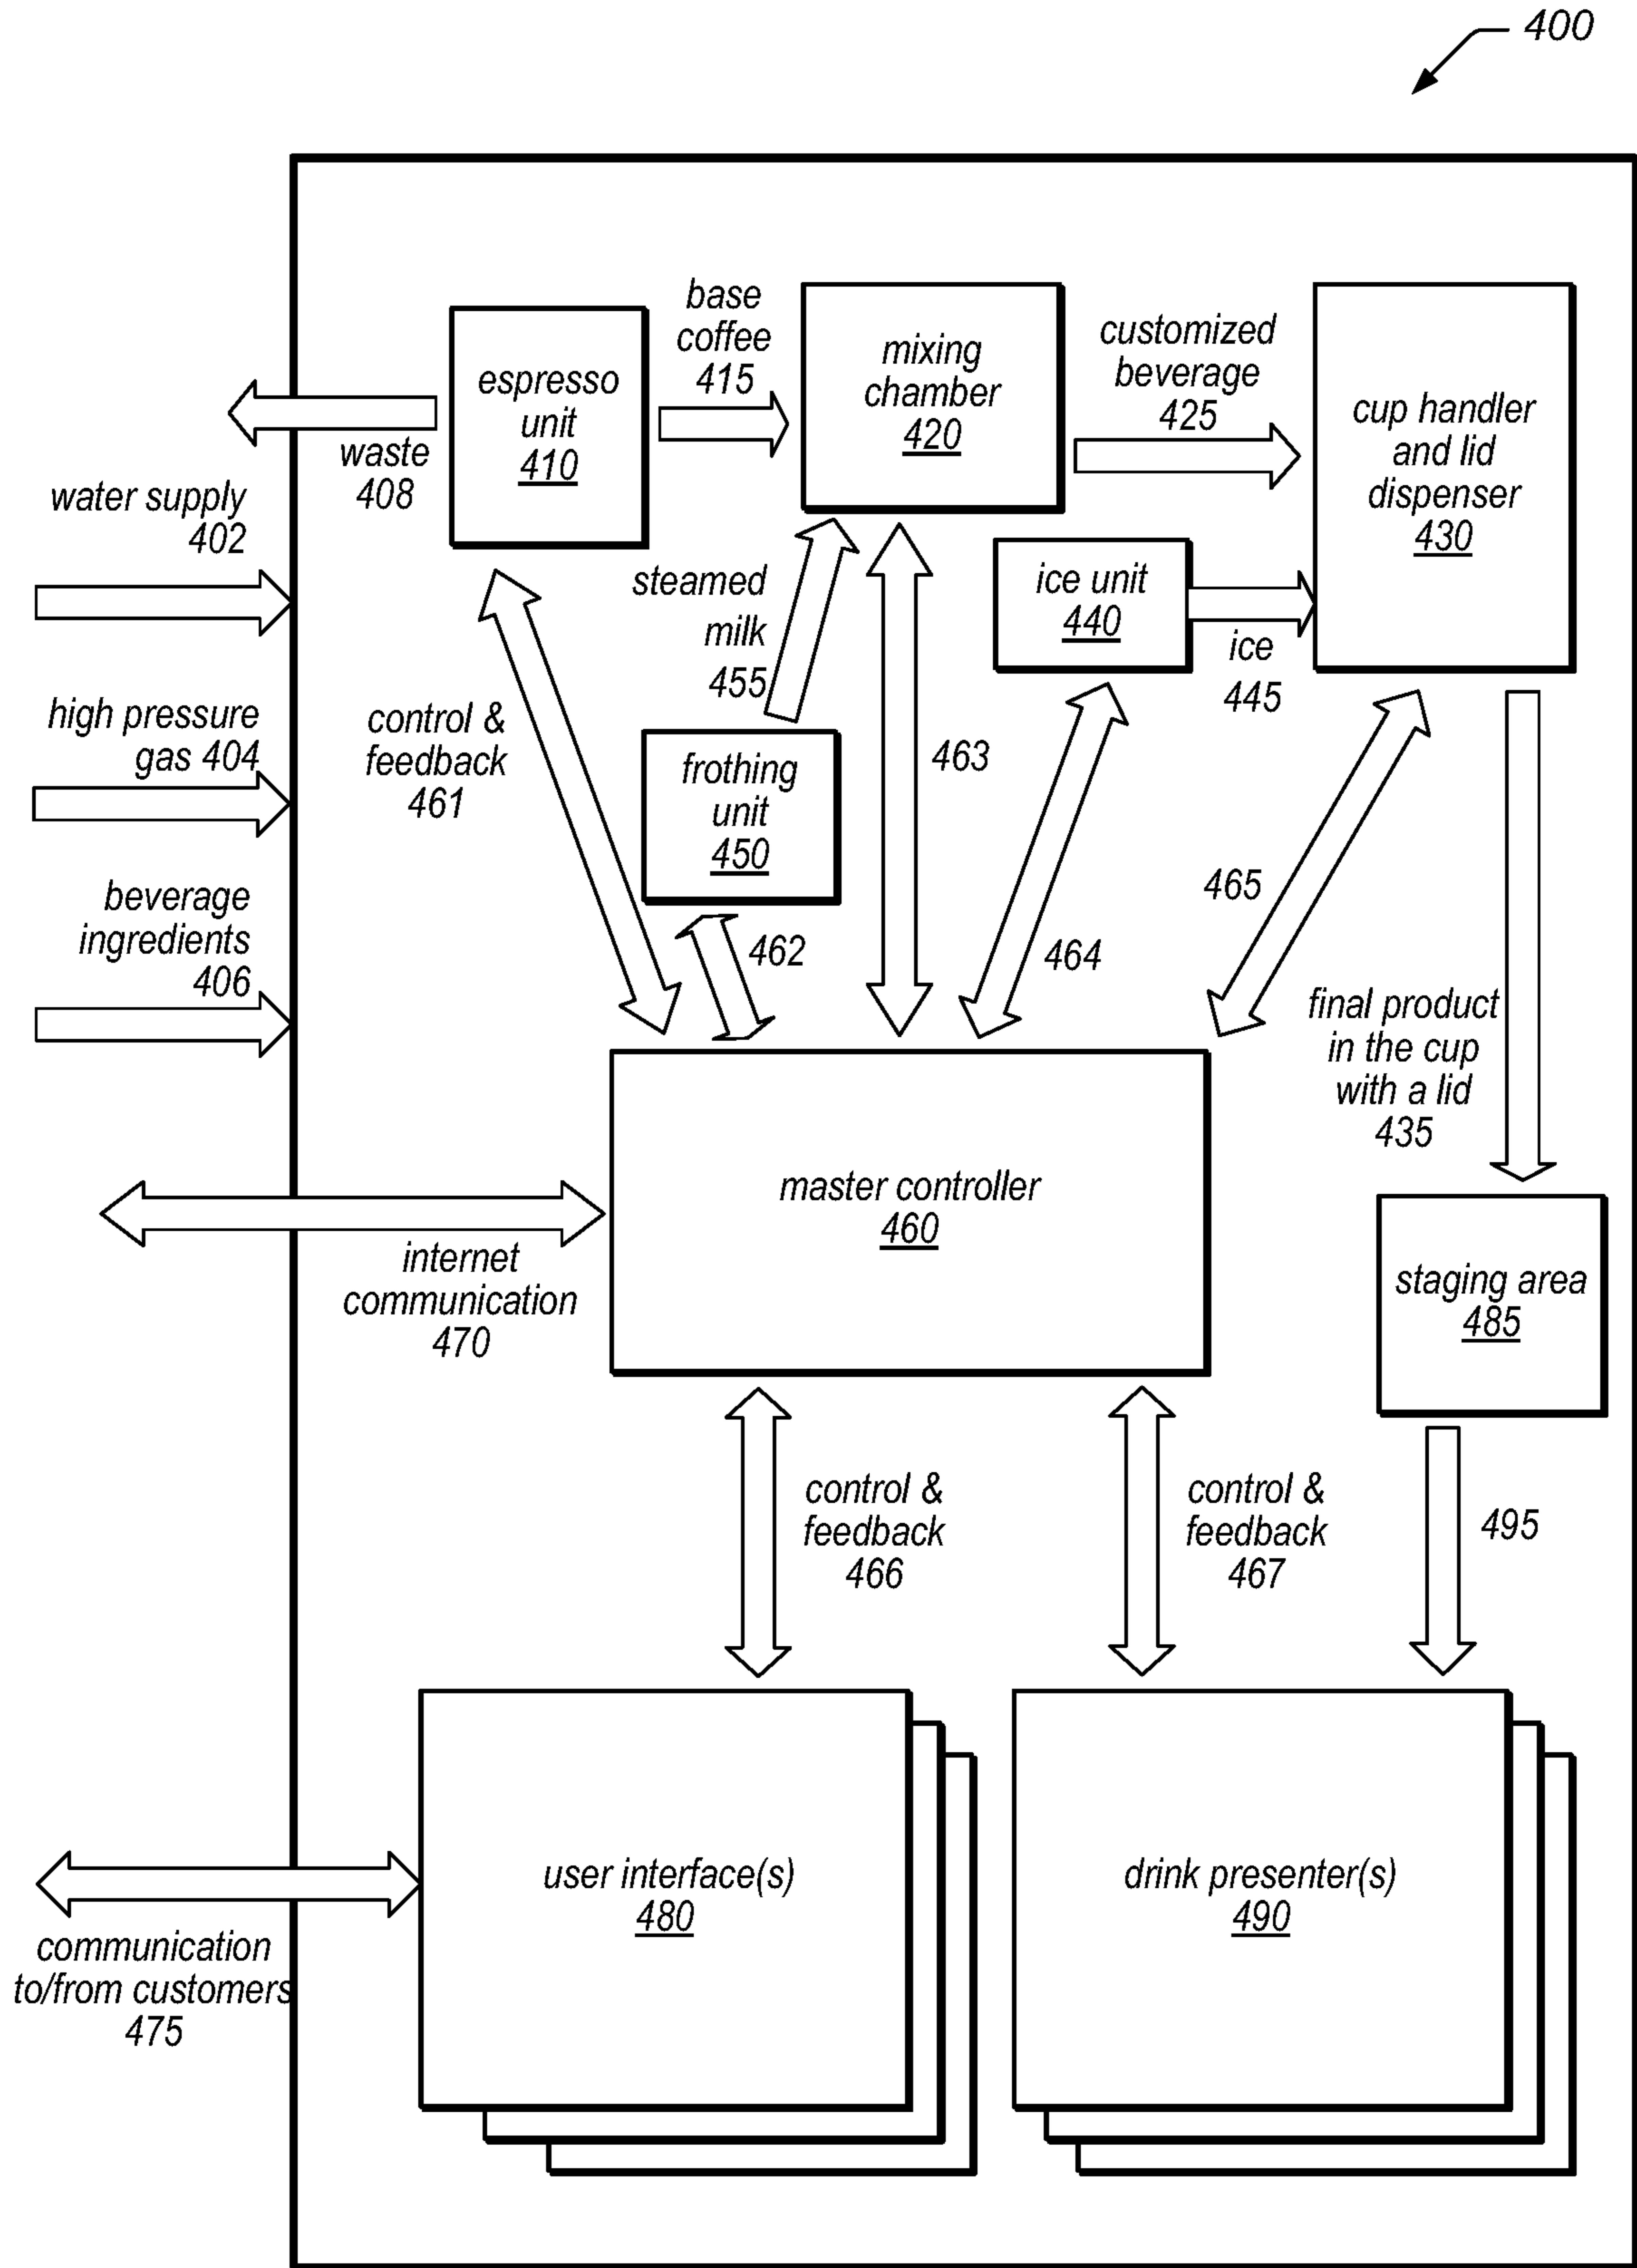 400
espresso
unit
410
base
coffee
415
mixing
chamber
420
customized
beverage
425
cup handler
and lid
dispenser
430
waste
408
water supply
402
steamed
milk
455
ice unit
440
ice
445
high pressure
gas 404
control &
feedback
461
frothing
unit
450
463
465
beverage
ingredients
406
462
464
final product
in the cup
with a lid
435
master controller
460
internet
communication
470
staging area
485
control &
feedback
466
control &
feedback
467
495
user interface(s)
480
drink presenter(s)
490
communication
to/from customers
475